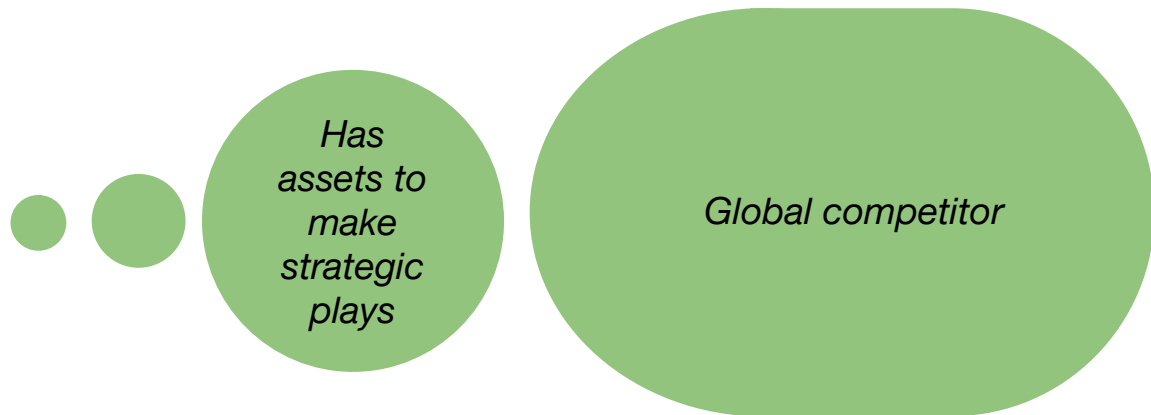 Has
assets to
make
strategic
plays
Global competitor